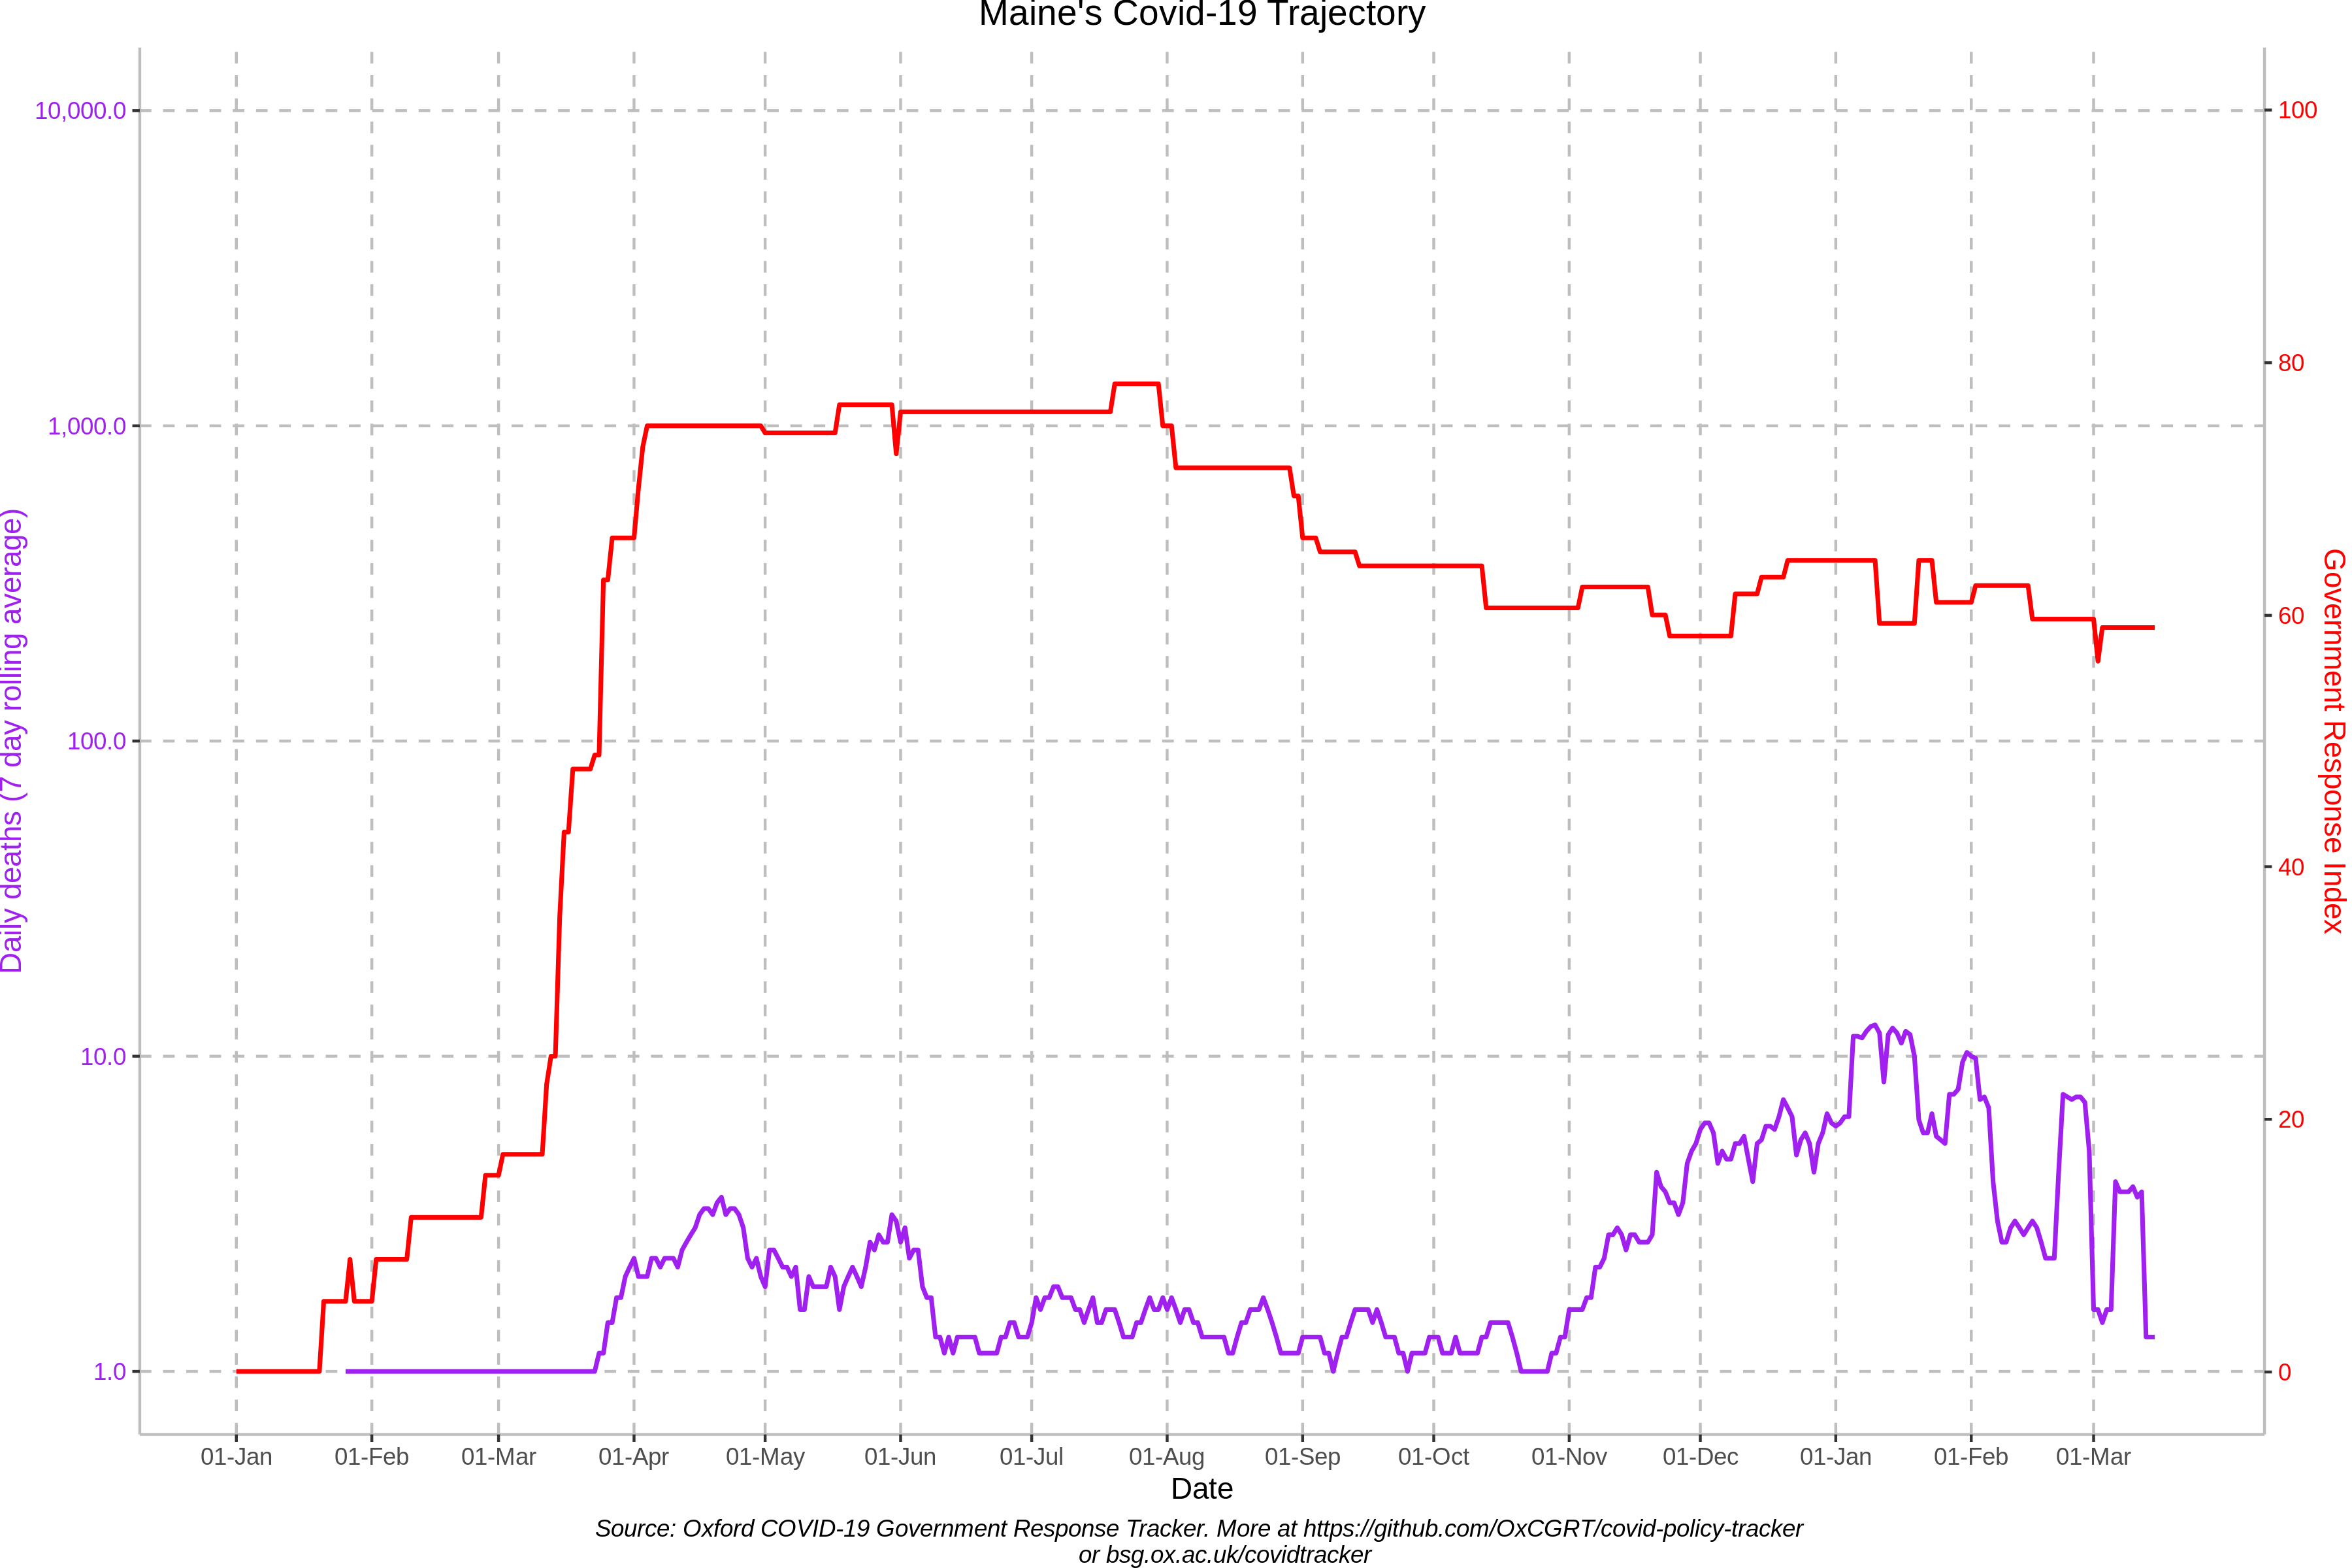 Maine's Covid-19 Trajectory
10,000.0
1,000.0
100.0
10.0
1.0
Daily deaths (7 day rolling average)
100
80
60
40
20
0
Government Response Index
01-Jan
01-Feb
01-Mar
01-Apr
01-May
01-Jun
01-Jul
01-Aug
01-Sep
01-Oct
01-Nov
01-Dec
01-Jan
01-Feb
01-Mar
Date
Source: Oxford COVID-19 Government Response Tracker. More at https://github.com/OxCGRT/covid-policy-tracker
or bsg.ox.ac.uk/covidtracker